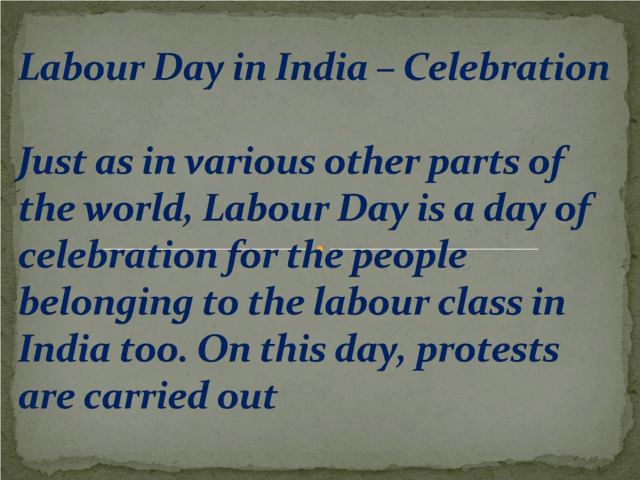 Labour Day in India – Celebration
Just as in various other parts of
the world, Labour Day is a day of
celebration for the people
belonging to the labour class in
India too. On this day, protests
are carried out